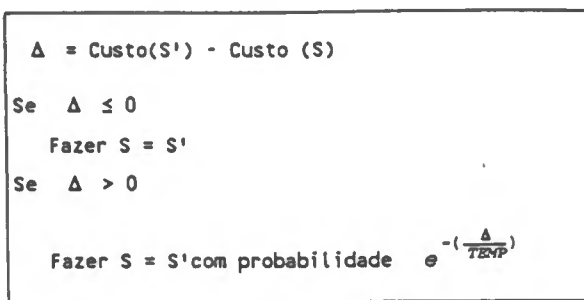 Δ = Custo(S') - Custo (S)
Se Δ ≤ 0
Fazer S = S'
Se Δ > 0
Fazer S = S'com probabilidade e^-(Δ/TEMP)